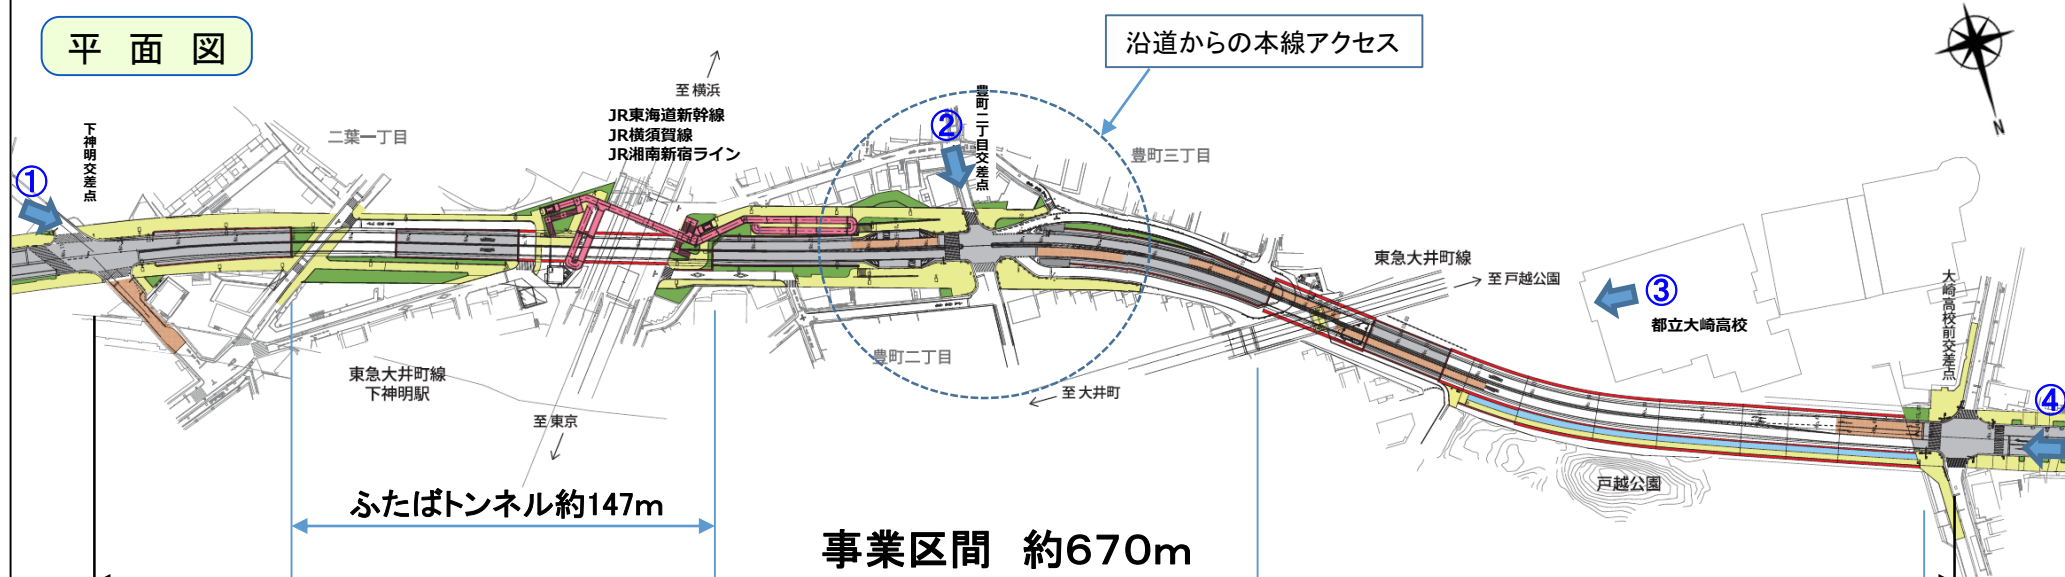 平 面 図
沿道からの本線アクセス
至 横浜
JR東海道新幹線
JR横須賀線
JR湘南新宿ライン
下神明交差点
二葉一丁目
①
②
豊町二丁目交差点
豊町三丁目
N
東急大井町線
至 戸越公園
③
都立大崎高校
大崎高校前交差点
④
豊町二丁目
東急大井町線
下神明駅
至 大井町
至 東京
戸越公園
ふたばトンネル約147m
事業区間 約670m